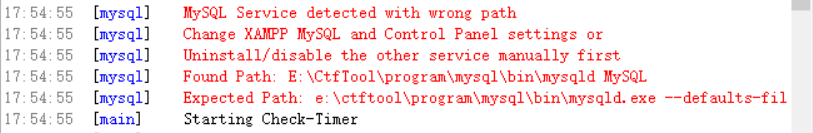 17:54:55 [mysql] MySQL Service detected with wrong path
17:54:55 [mysql] Change XAMPP MySQL and Control Panel settings or
17:54:55 [mysql] Uninstall/disable the other service manually first
17:54:55 [mysql] Found Path: E:\CtfTool\program\mysql\bin\mysqld MySQL
17:54:55 [mysql] Expected Path: e:\ctftool\program\mysql\bin\mysqld.exe --defaults-fil
17:54:55 [main] Starting Check-Timer